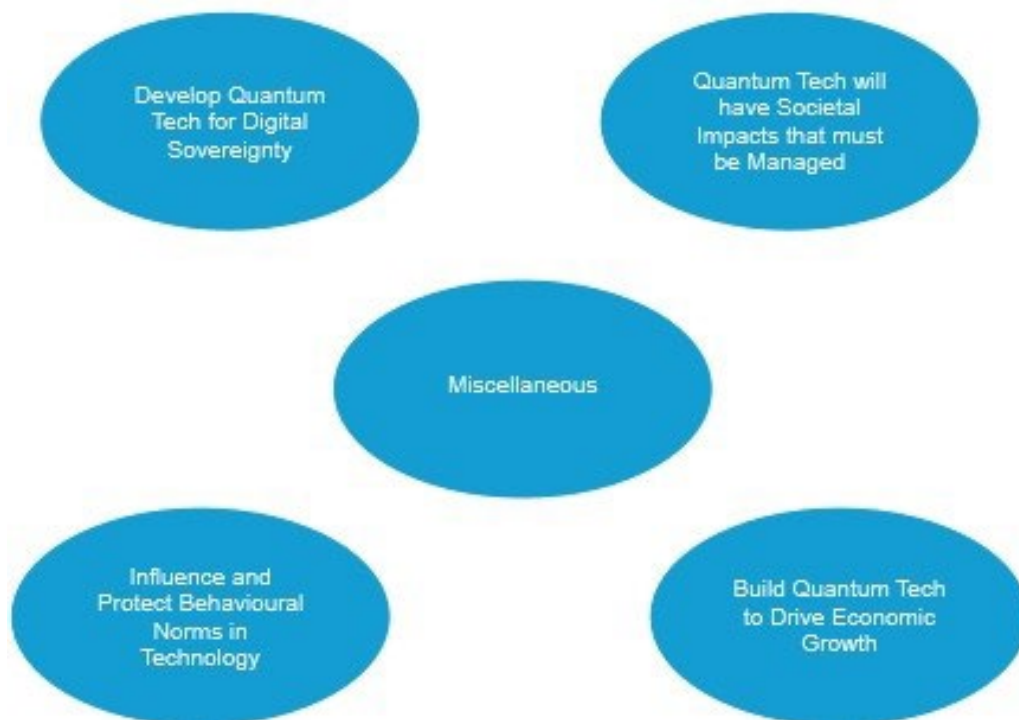 Develop Quantum
Tech for Digital
Sovereignty
Quantum Tech will
have Societal
Impacts that must
be Managed
Miscellaneous
Influence and
Protect Behavioural
Norms in
Technology
Build Quantum Tech
to Drive Economic
Growth